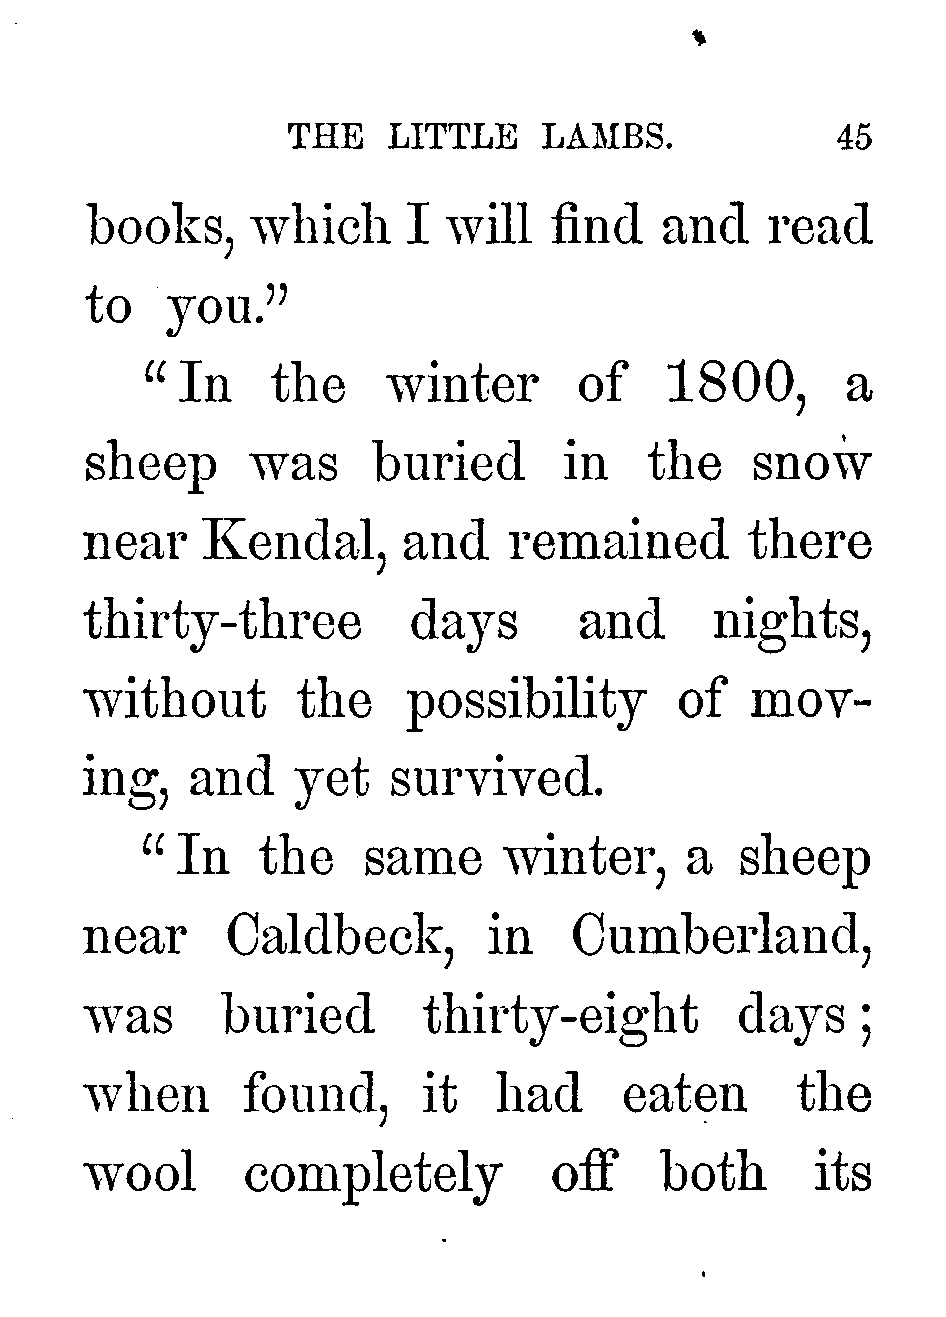 THE LITTLE LAMBS. 45
books, which I will find and read
to you."
"In the winter of 1800, a
sheep was buried in the snow
near Kendal, and remained there
thirty-three days and nights,
without the possibility of mov-
ing, and yet survived.
"In the same winter, a sheep
near Caldbeck, in Cumberland,
was buried thirty-eight days;
when found, it had eaten the
wool completely off both its